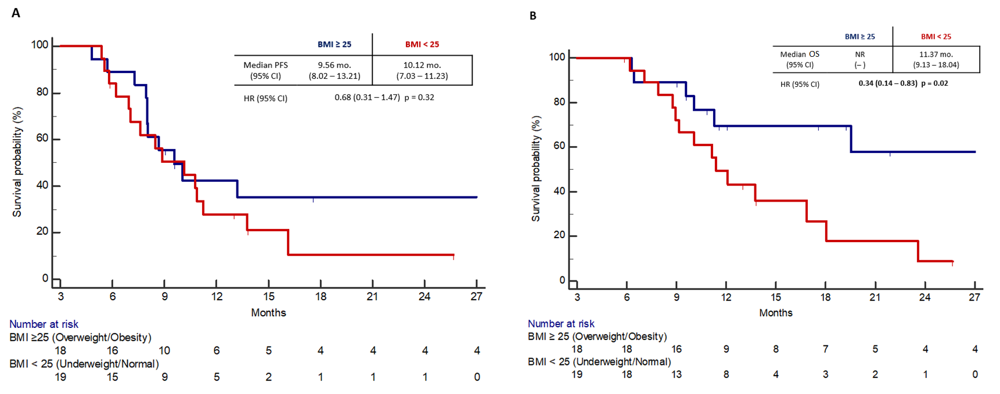 A
BMI ≥ 25 BMI < 25
Median PFS 9.56 mo. 10.12 mo.
(95% CI) (8.02 – 13.21) (7.03 – 11.23)
HR (95% CI) 0.68 (0.31 – 1.47) p = 0.32
Survival probability (%)
100
80
60
40
20
0
3 6 9 12 15 18 21 24 27
Months
Number at risk
BMI ≥25 (Overweight/Obesity)
18 16 10 6 5 4 4 4 4
BMI < 25 (Underweight/Normal)
19 15 9 5 2 1 1 1 0
B
BMI ≥ 25 BMI < 25
Median OS NR 11.37 mo.
(95% CI) (– ) (9.13 – 18.04)
HR (95% CI) 0.34 (0.14 – 0.83) p = 0.02
Survival probability (%)
100
80
60
40
20
0
3 6 9 12 15 18 21 24 27
Months
Number at risk
BMI ≥ 25 (Overweight/Obesity)
18 18 16 9 8 7 5 4 4
BMI < 25 (Underweight/Normal)
19 18 13 8 4 3 2 1 0